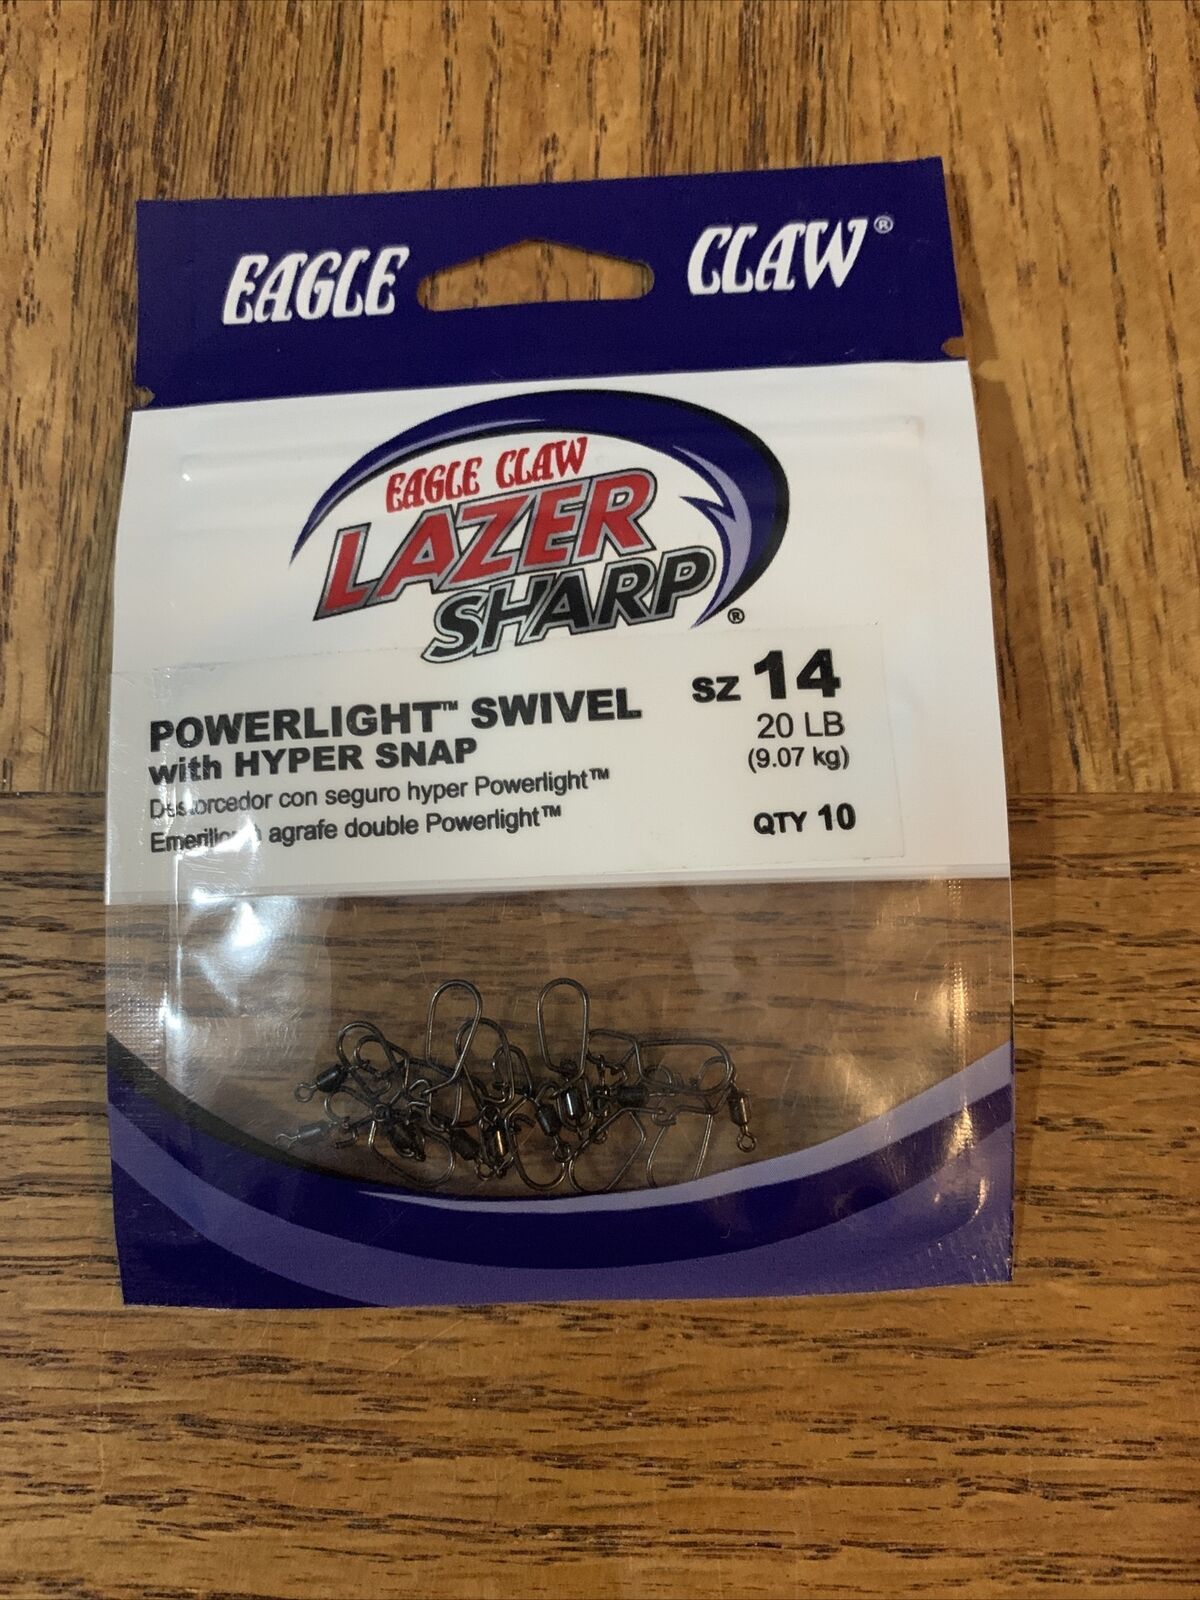 EAGLE CLAW®
EAGLE CLAW
LAZER
SHARP®
POWERLIGHT™ SWIVEL
with HYPER SNAP
con seguro hyper Powerlight™
agrafe double Powerlight™
SZ 14
20 LB
(9.07 kg)
QTY 10